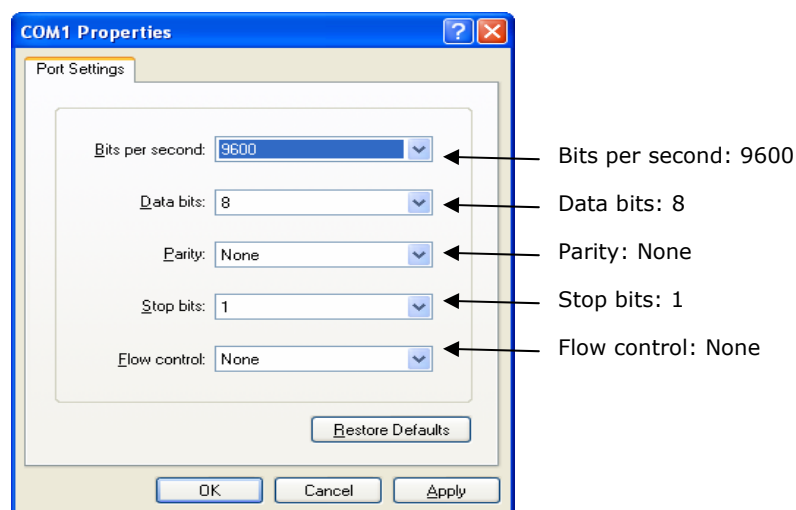 COM1 Properties
Port Settings
Bits per second: 9600
Bits per second: 9600
Data bits: 8
Data bits: 8
Parity: None
Parity: None
Stop bits: 1
Stop bits: 1
Flow control: None
Flow control: None
Restore Defaults
OK Cancel Apply